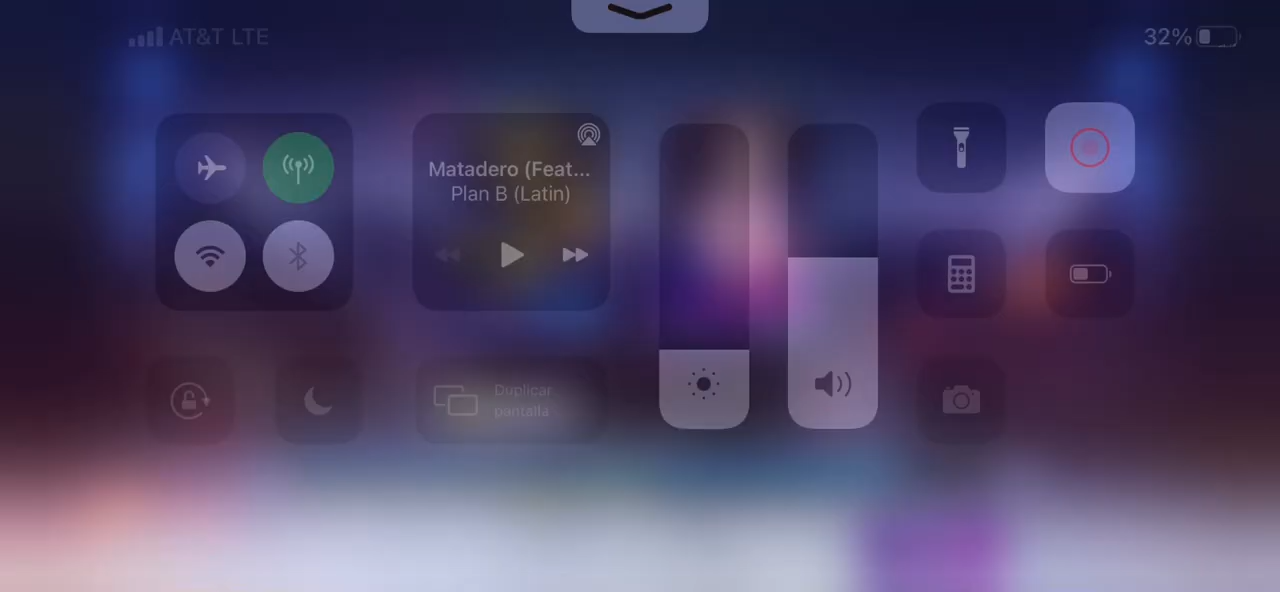 AT&T LTE
32%
Matadero (Feat...
Plan B (Latin)
Duplicar
pantalla